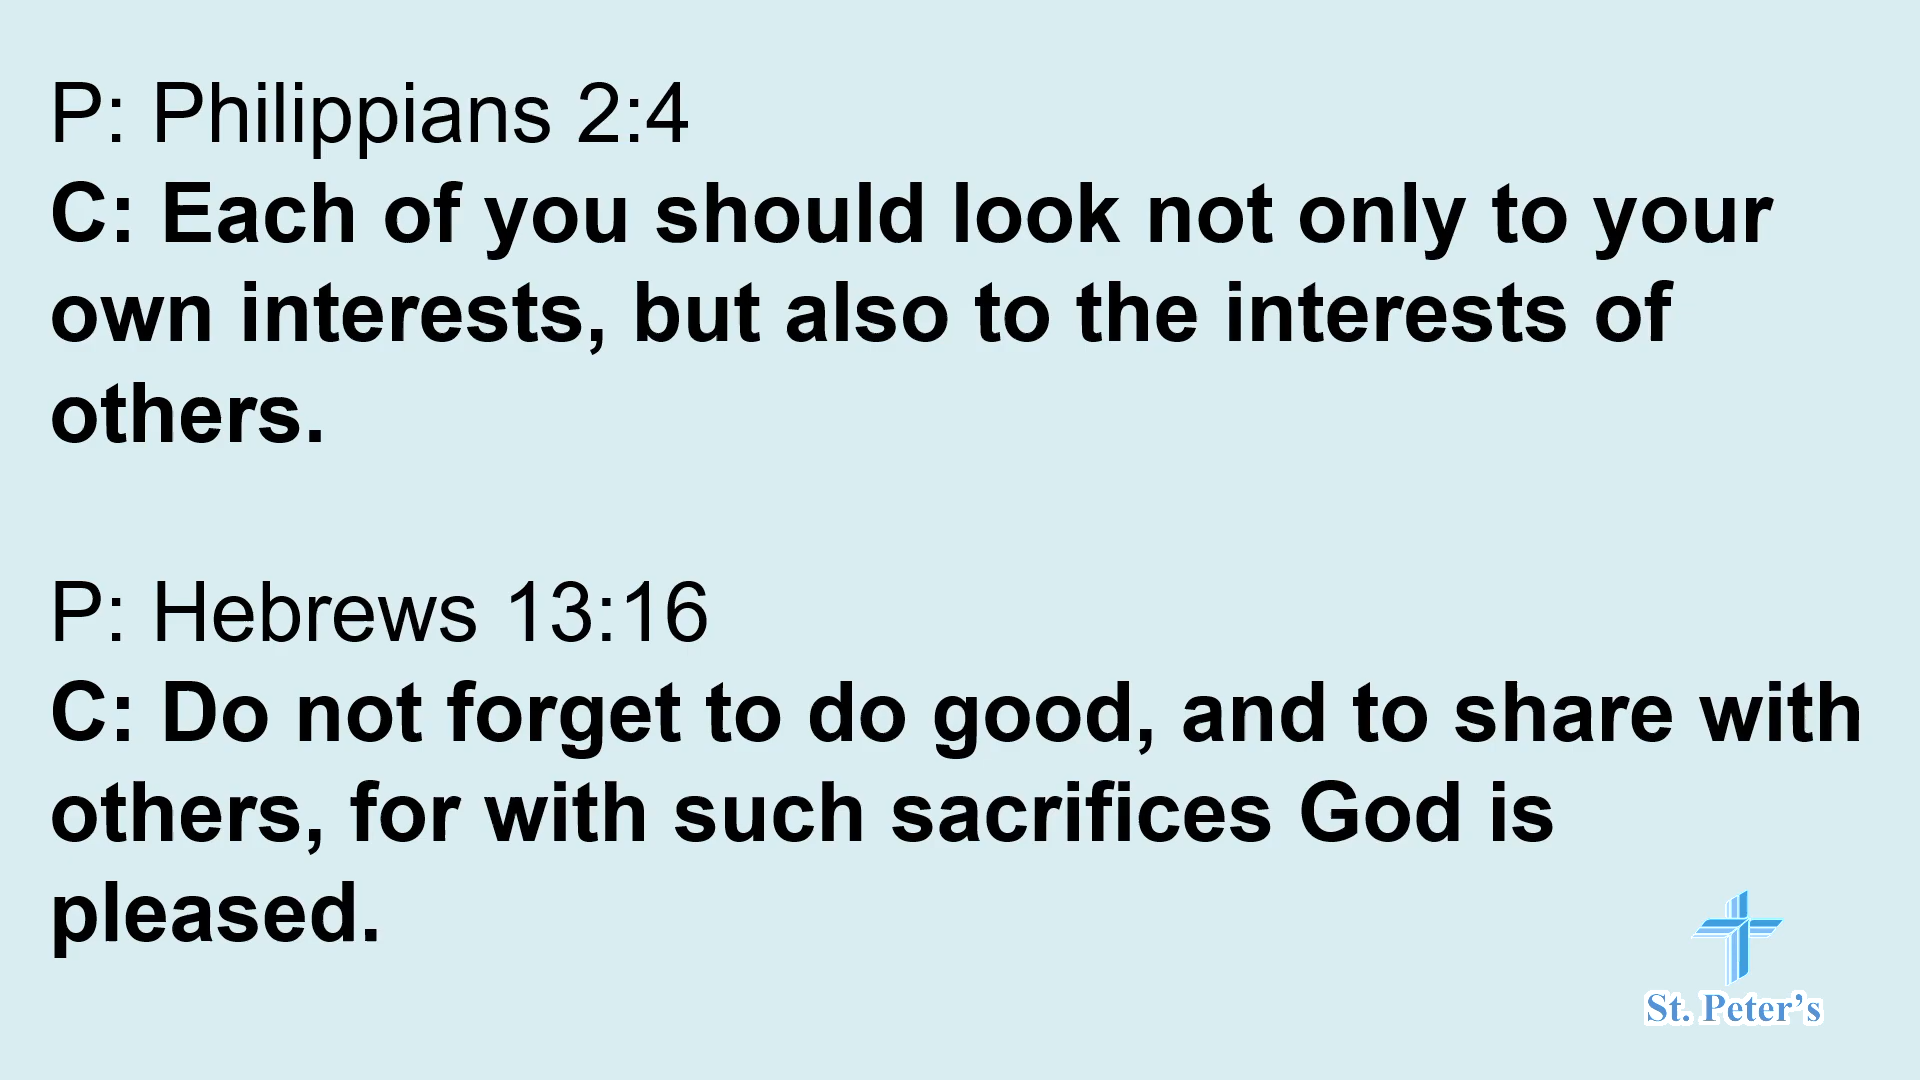 P: Philippians 2:4
C: Each of you should look not only to your
own interests, but also to the interests of
others.
P: Hebrews 13:16
C: Do not forget to do good, and to share with
others, for with such sacrifices God is
pleased.
St. Peter’s